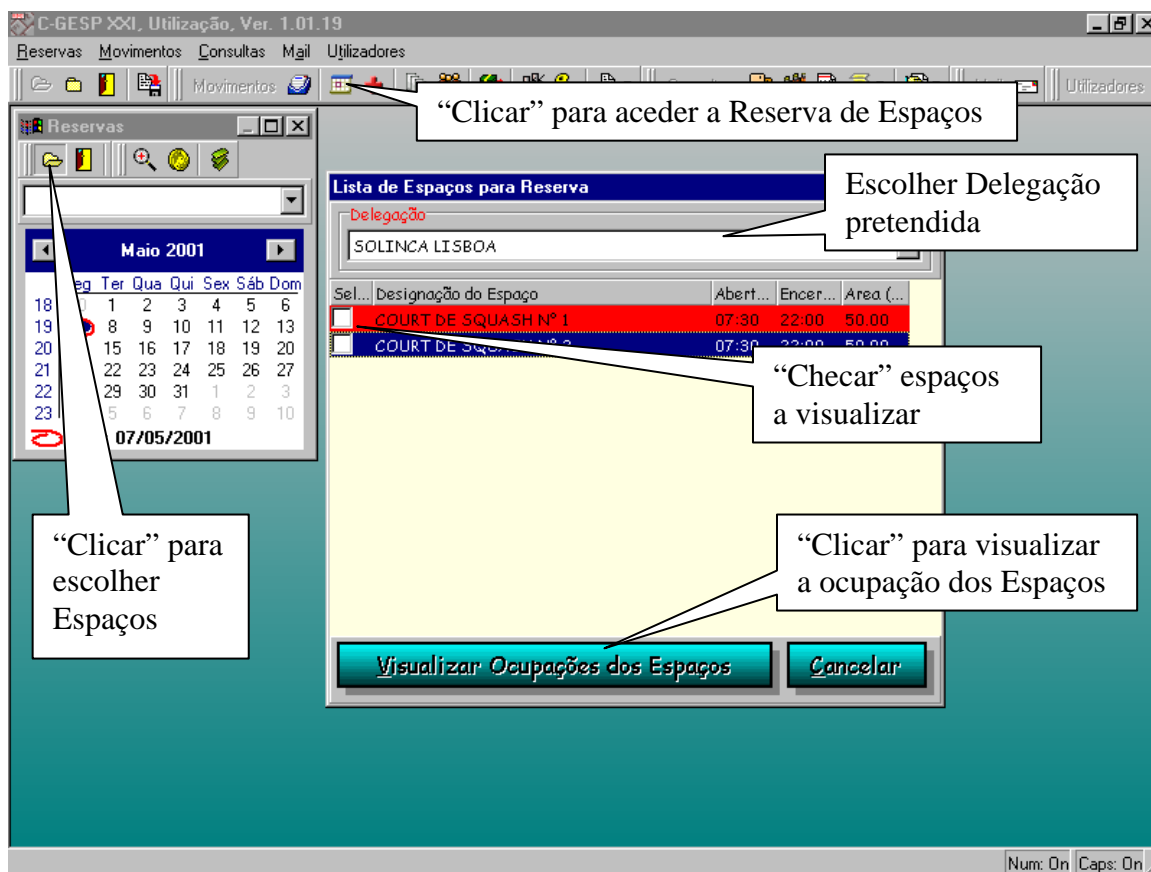 C-GESP XXI, Utilização, Ver. 1.01.19
Reservas Movimentos Consultas Mail Utilizadores
Movimentos
Utilizadores
“Clicar” para aceder a Reserva de Espaços
Reservas
Maio 2001
Ter Qua Qui Sex Sáb Dom
18 1 2 3 4 5 6
19 8 9 10 11 12 13
20 15 16 17 18 19 20
21 22 23 24 25 26 27
22 29 30 31 1 2 3
23 5 6 7 8 9 10
07/05/2001
“Clicar” para
escolher
Espaços
Lista de Espaços para Reserva
Delegação
SOLINCA LISBOA
Escolher Delegação
pretendida
Sel... Designação do Espaço Abert... Encer... Area (...
COURT DE SQUASH Nº 1 07:30 22:00 50.00
COURT DE
“Checar” espaços
a visualizar
“Clicar” para visualizar
a ocupação dos Espaços
Visualizar Ocupações dos Espaços Cancelar
Num: On Caps: On